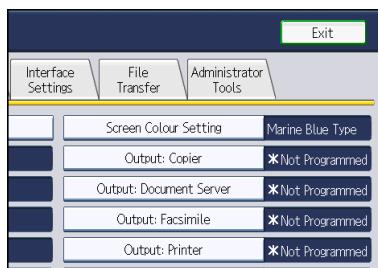 Exit
Interface Settings
File Transfer
Administrator Tools
Screen Colour Setting Marine Blue Type
Output: Copier *Not Programmed
Output: Document Server *Not Programmed
Output: Facsimile *Not Programmed
Output: Printer *Not Programmed